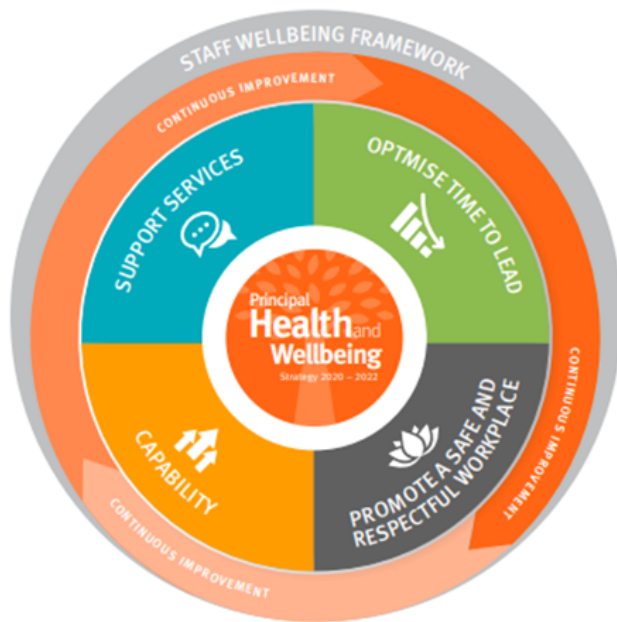 STAFF WELLBEING FRAMEWORK
CONTINUOUS IMPROVEMENT
SUPPORT SERVICES
OPTMISE TIME TO LEAD
Principal
Health and
Wellbeing
Strategy 2020 – 2022
CAPABILITY
PROMOTE A SAFE AND
RESPECTFUL WORKPLACE
CONTINUOUS IMPROVEMENT
CONTINUOUS IMPROVEMENT